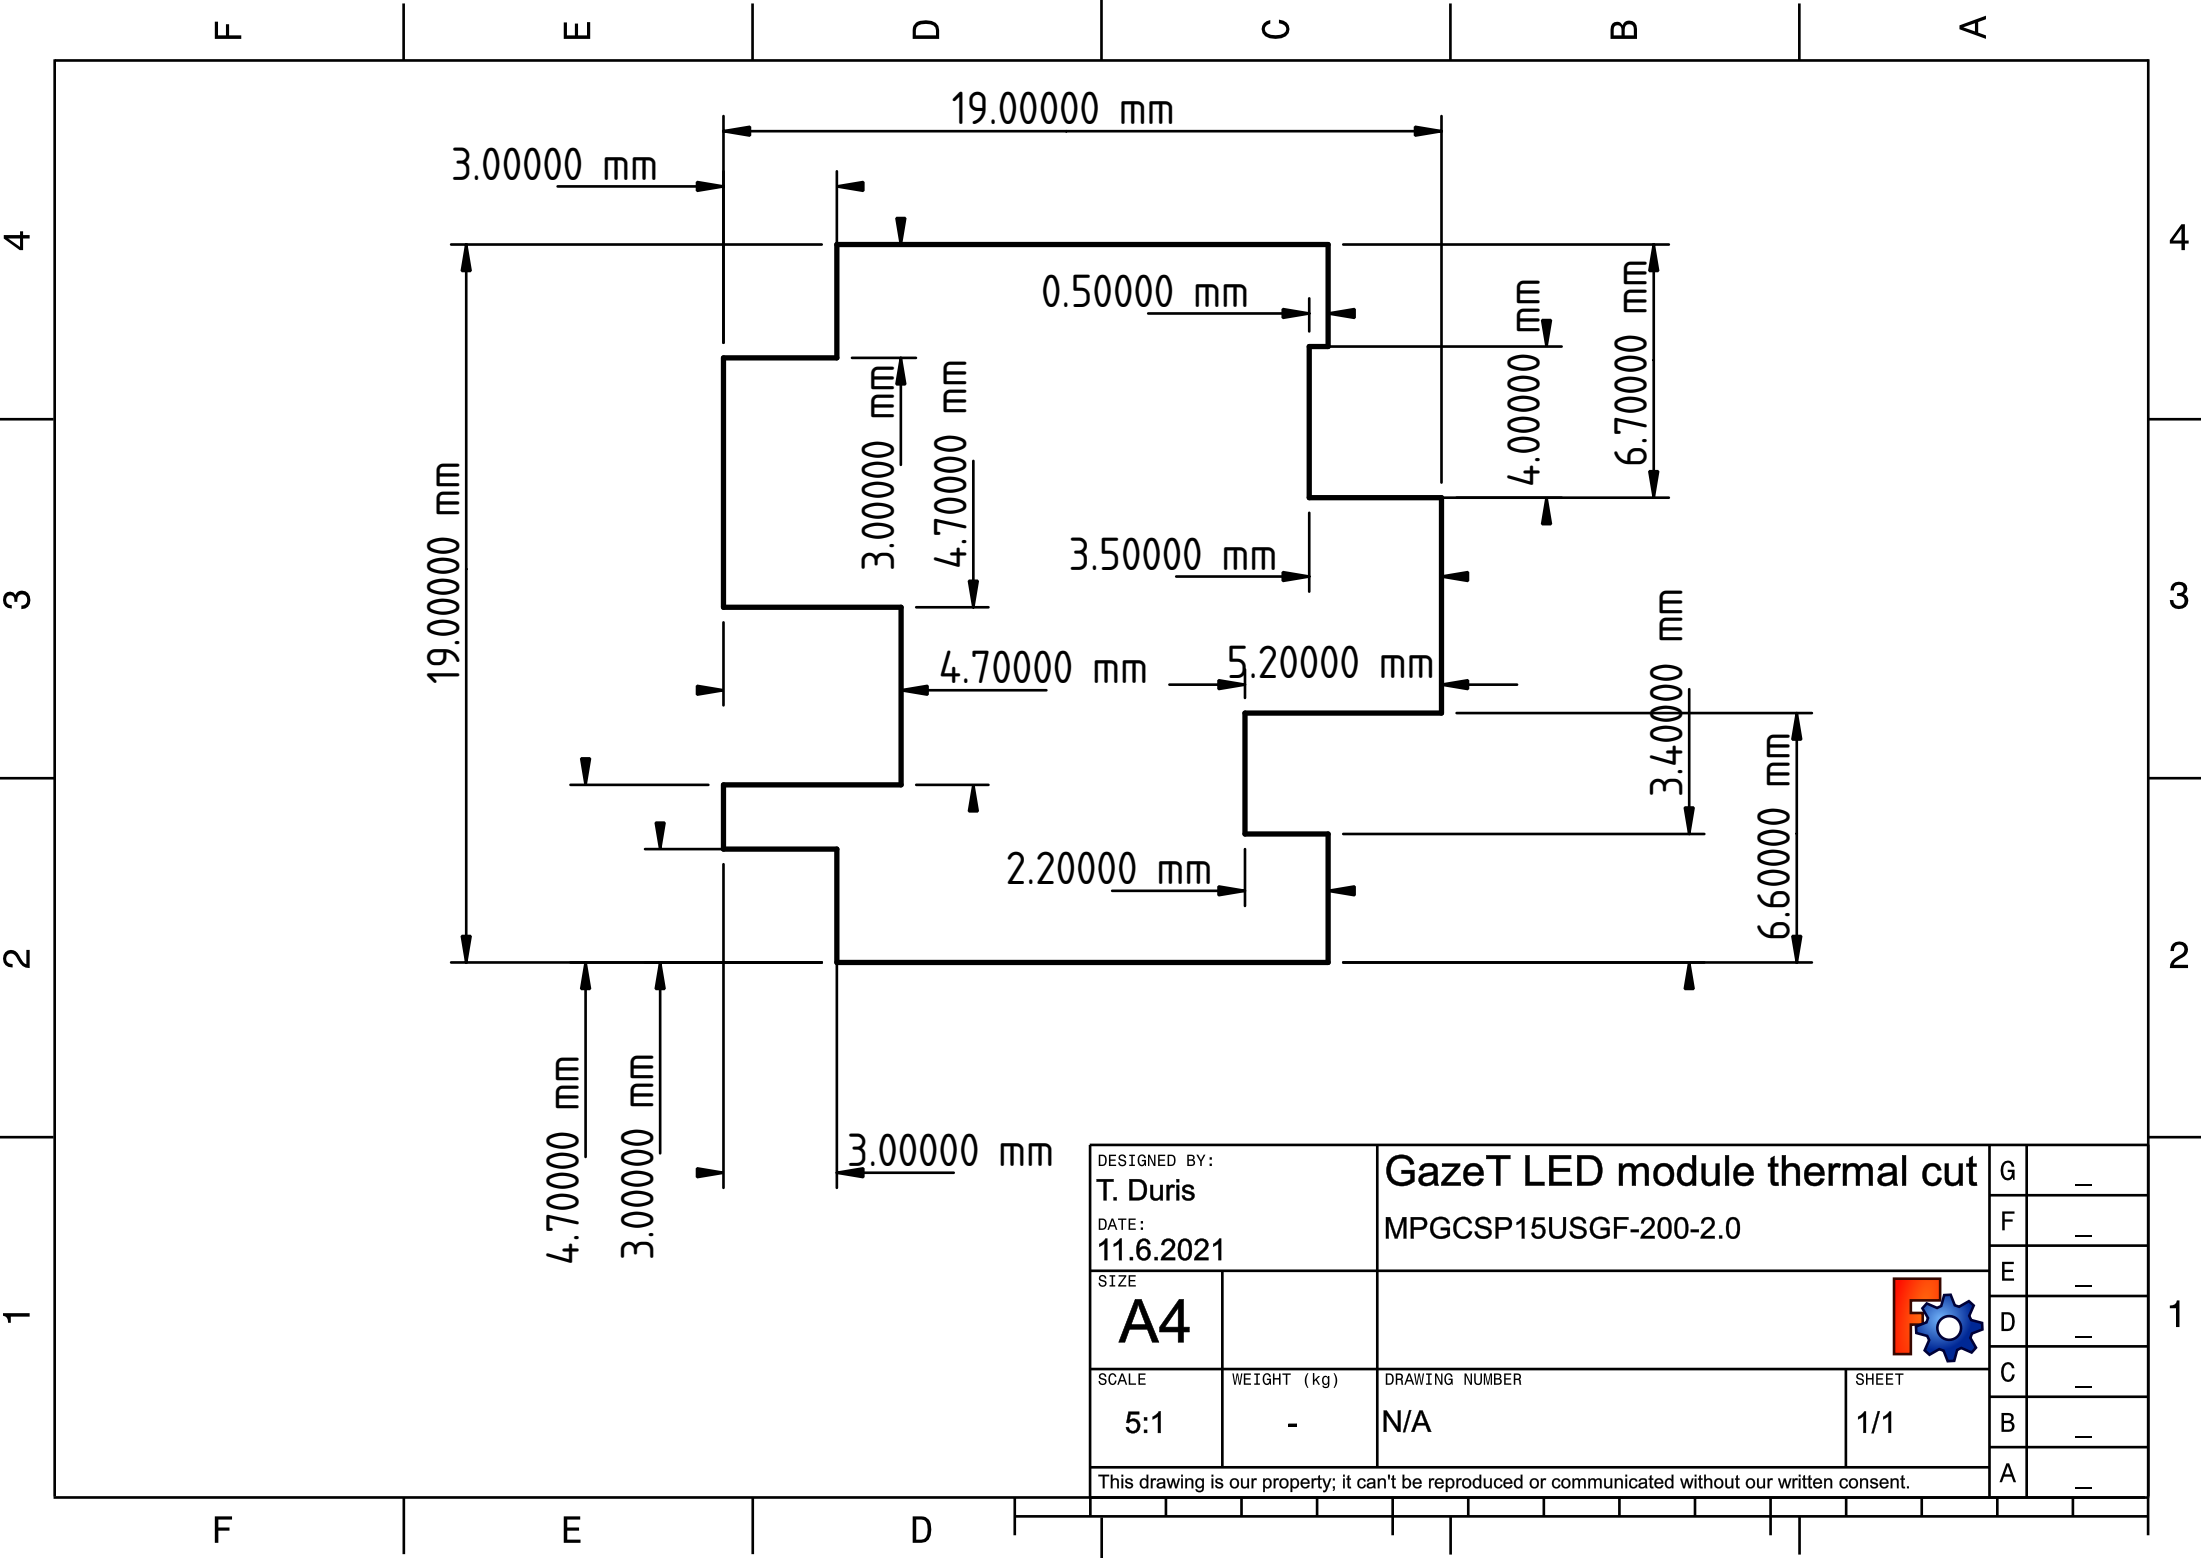 F E D C B A
19.00000 mm
3.00000 mm
4 4
0.50000 mm
4.00000 mm
6.70000 mm
3.00000 mm
4.70000 mm
19.00000 mm
3.50000 mm
3 3
4.70000 mm
5.20000 mm
3.40000 mm
6.60000 mm
2.20000 mm
2 2
4.70000 mm
3.00000 mm
3.00000 mm
DESIGNED BY:
T. Duris
DATE:
11.6.2021
GazeT LED module thermal cut
MPGCSP15USGF-200-2.0
G _
F _
E _
D _
C _
B _
A _
SIZE
A4
1 1
SCALE
5:1
WEIGHT (kg)
-
DRAWING NUMBER
N/A
SHEET
1/1
This drawing is our property; it can't be reproduced or communicated without our written consent.
F E D